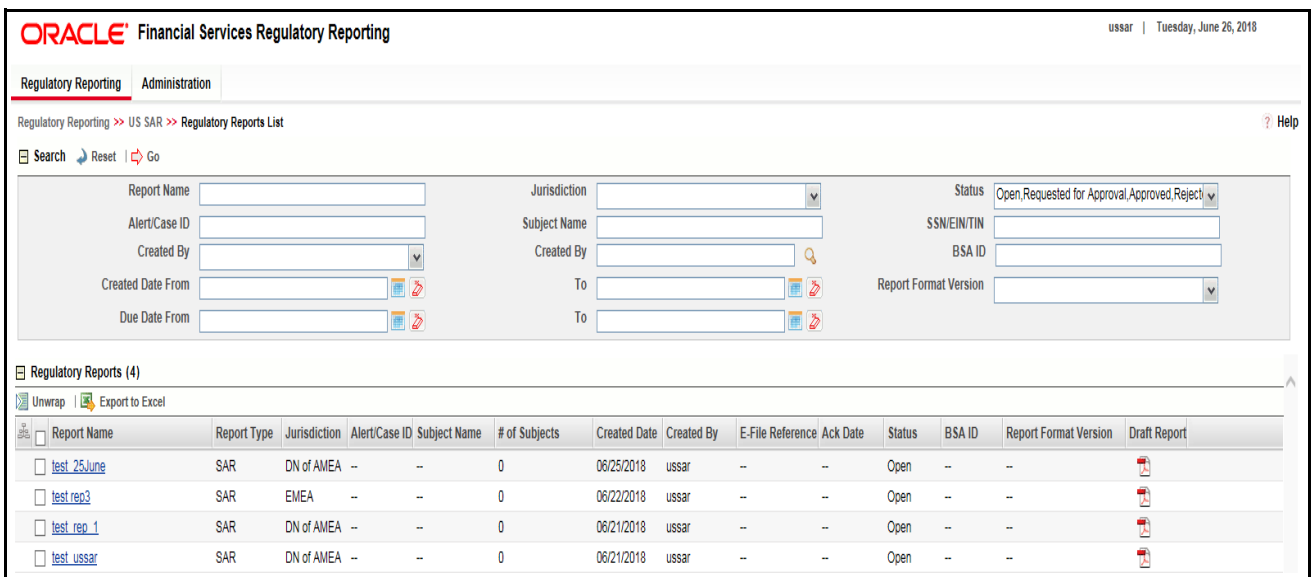 ORACLE Financial Services Regulatory Reporting
ussar | Tuesday, June 26, 2018
Regulatory Reporting Administration
Regulatory Reporting >> US SAR >> Regulatory Reports List
? Help
Search Reset | Go
Report Name Jurisdiction Status Open,Requested for Approval,Approved,Reject
Alert/Case ID Subject Name SSN/EIN/TIN
Created By Created By BSA ID
Created Date From To Report Format Version
Due Date From To
Regulatory Reports (4)
Unwrap | Export to Excel
Report Name Report Type Jurisdiction Alert/Case ID Subject Name # of Subjects Created Date Created By E-File Reference Ack Date Status BSA ID Report Format Version Draft Report
test_25June SAR DN of AMEA -- -- 0 06/25/2018 ussar -- -- Open -- --
test rep3 SAR EMEA -- -- 0 06/22/2018 ussar -- -- Open -- --
test_rep_1 SAR DN of AMEA -- -- 0 06/21/2018 ussar -- -- Open -- --
test_ussar SAR DN of AMEA -- -- 0 06/21/2018 ussar -- -- Open -- --